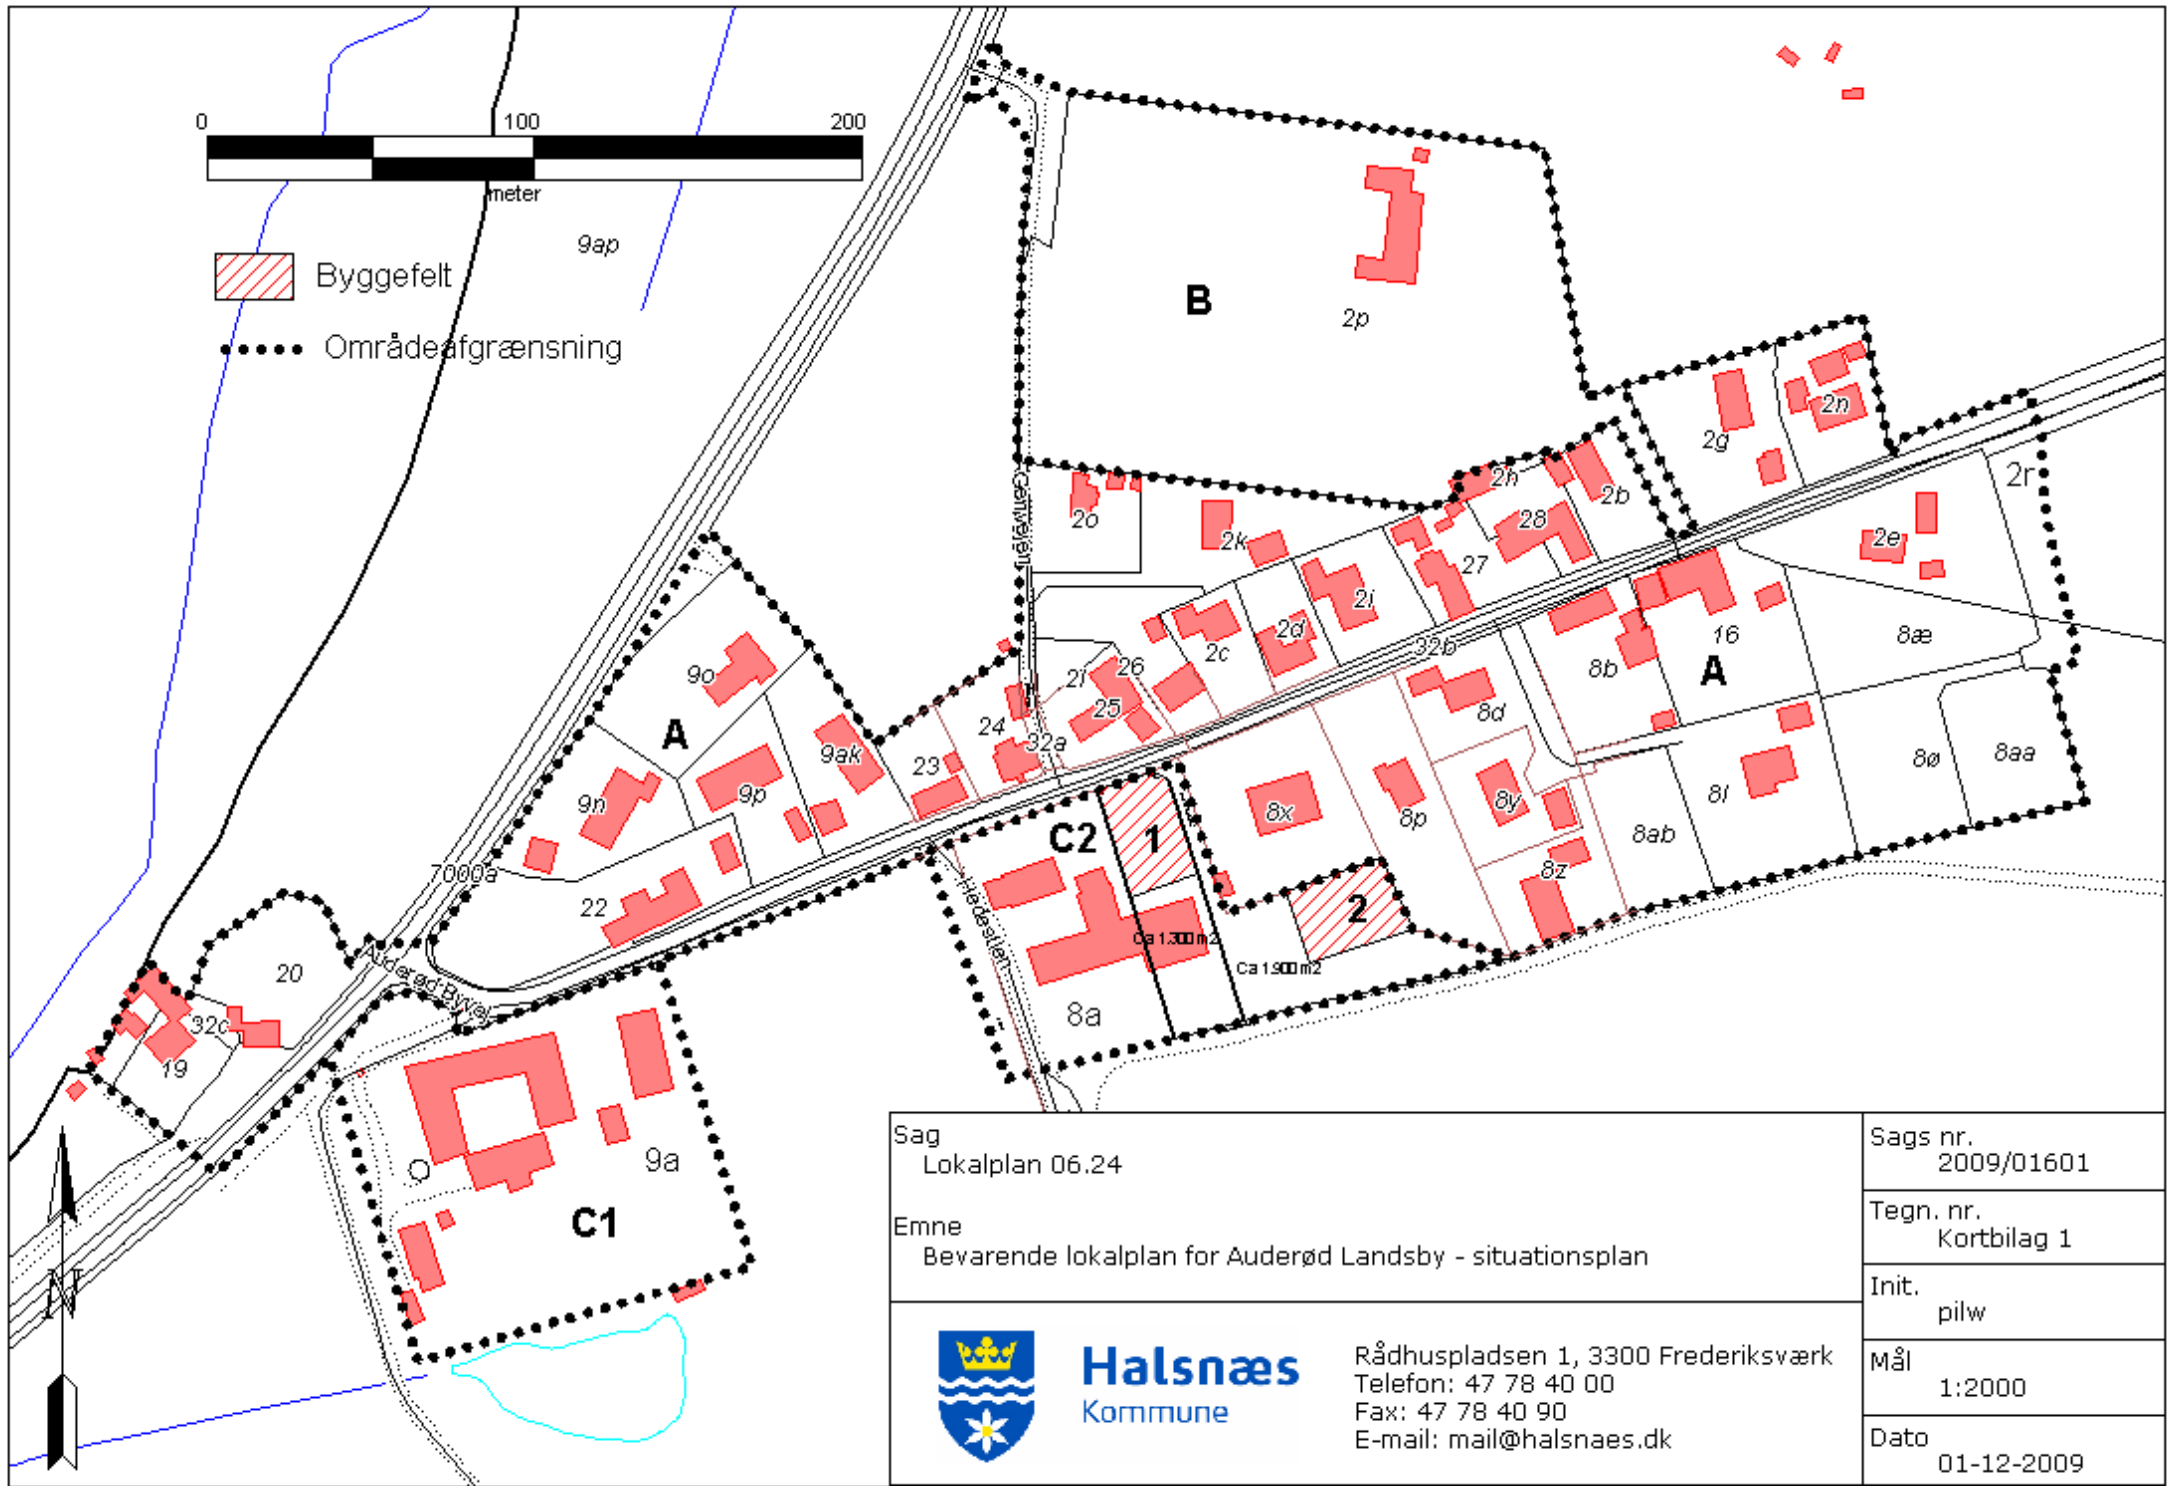 0 100 200
meter
9ap
Byggefelt
Områdeafgrænsning
B
2p
2g
2n
2r
2h
2b
28
27
2o
2k
Genvejen
2e
2i
2d
2c
26
2l
25
24
23
32a
32b
16
8æ
A
8b
8d
8ø
8aa
8l
8ab
8y
8z
8p
8x
9o
A
9ak
9p
9n
22
7000a
20
32c
19
Auderød Byvej
C2
1
2
Hedestien
Ca 1.300m2
Ca 1.900m2
8a
9a
C1
N
Sag
Lokalplan 06.24
Emne
Bevarende lokalplan for Auderød Landsby - situationsplan
Halsnæs
Kommune
Rådhuspladsen 1, 3300 Frederiksværk
Telefon: 47 78 40 00
Fax: 47 78 40 90
E-mail: mail@halsnaes.dk
Sags nr.
2009/01601
Tegn. nr.
Kortbilag 1
Init.
pilw
Mål
1:2000
Dato
01-12-2009